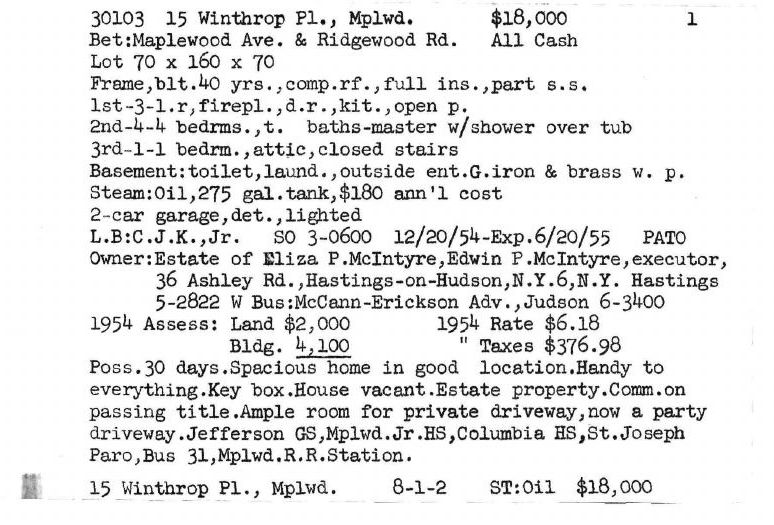 30103 15 Winthrop Pl., Mplwd. $18,000 1
Bet:Maplewood Ave. & Ridgewood Rd. All Cash
Lot 70 x 160 x 70
Frame,blt.40 yrs.,comp.rf.,full ins.,part s.s.
1st-3-l.r,firepl.,d.r.,kit.,open p.
2nd-4-4 bedrms.,t. baths-master w/shower over tub
3rd-1-1 bedrm.,attic,closed stairs
Basement:toilet,laund.,outside ent.G.iron & brass w. p.
Steam:Oil,275 gal.tank,$180 ann'l cost
2-car garage,det.,lighted
L.B:C.J.K.,Jr. SO 3-0600 12/20/54-Exp.6/20/55 PATO
Owner:Estate of Eliza P.McIntyre,Edwin P.McIntyre,executor,
36 Ashley Rd.,Hastings-on-Hudson,N.Y.6,N.Y. Hastings
5-2822 W Bus:McCann-Erickson Adv.,Judson 6-3400
1954 Assess: Land $2,000 1954 Rate $6.18
Bldg. 4,100 " Taxes $376.98
Poss.30 days.Spacious home in good location.Handy to
everything.Key box.House vacant.Estate property.Comm.on
passing title.Ample room for private driveway,now a party
driveway.Jefferson GS,Mplwd.Jr.HS,Columbia HS,St.Joseph
Paro,Bus 31,Mplwd.R.R.Station.
15 Winthrop Pl., Mplwd. 8-1-2 ST:Oil $18,000